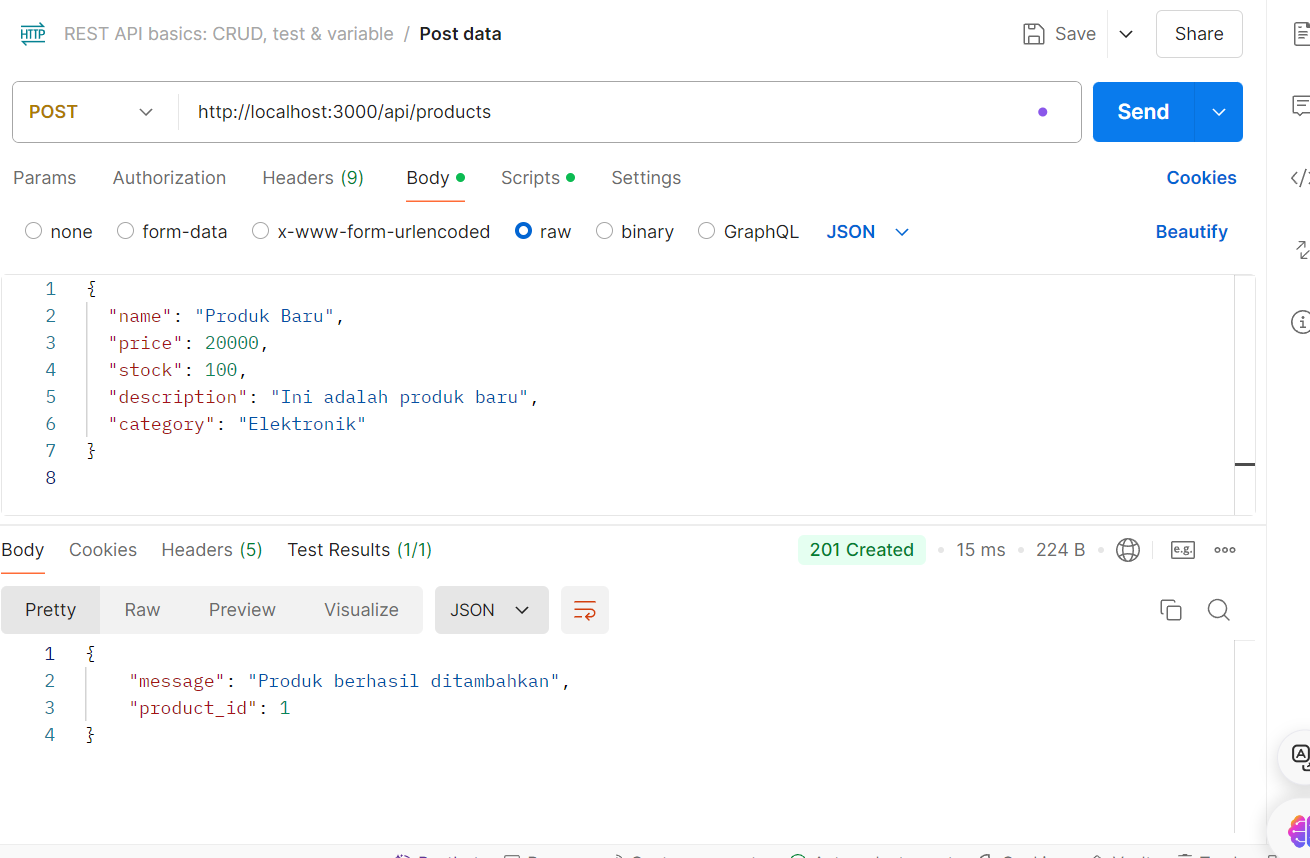 HTTP REST API basics: CRUD, test & variable / Post data Save Share
POST http://localhost:3000/api/products Send
Params Authorization Headers (9) Body Scripts Settings Cookies
none form-data x-www-form-urlencoded raw binary GraphQL JSON Beautify
1 {
2 "name": "Produk Baru",
3 "price": 20000,
4 "stock": 100,
5 "description": "Ini adalah produk baru",
6 "category": "Elektronik"
7 }
8
Body Cookies Headers (5) Test Results (1/1) 201 Created 15 ms 224 B e.g.
Pretty Raw Preview Visualize JSON
1 {
2 "message": "Produk berhasil ditambahkan",
3 "product_id": 1
4 }